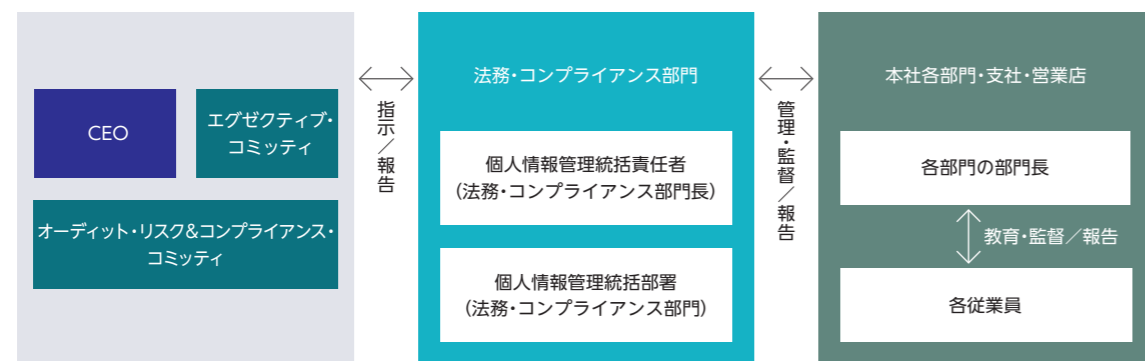 CEO
エグゼクティブ・
コミッティ
オーディット・リスク&コンプライアンス・
コミッティ
指示／報告
法務・コンプライアンス部門
個人情報管理統括責任者
（法務・コンプライアンス部門長）
個人情報管理統括部署
（法務・コンプライアンス部門）
管理・監督／報告
本社各部門・支社・営業店
各部門の部門長
教育・監督／報告
各従業員